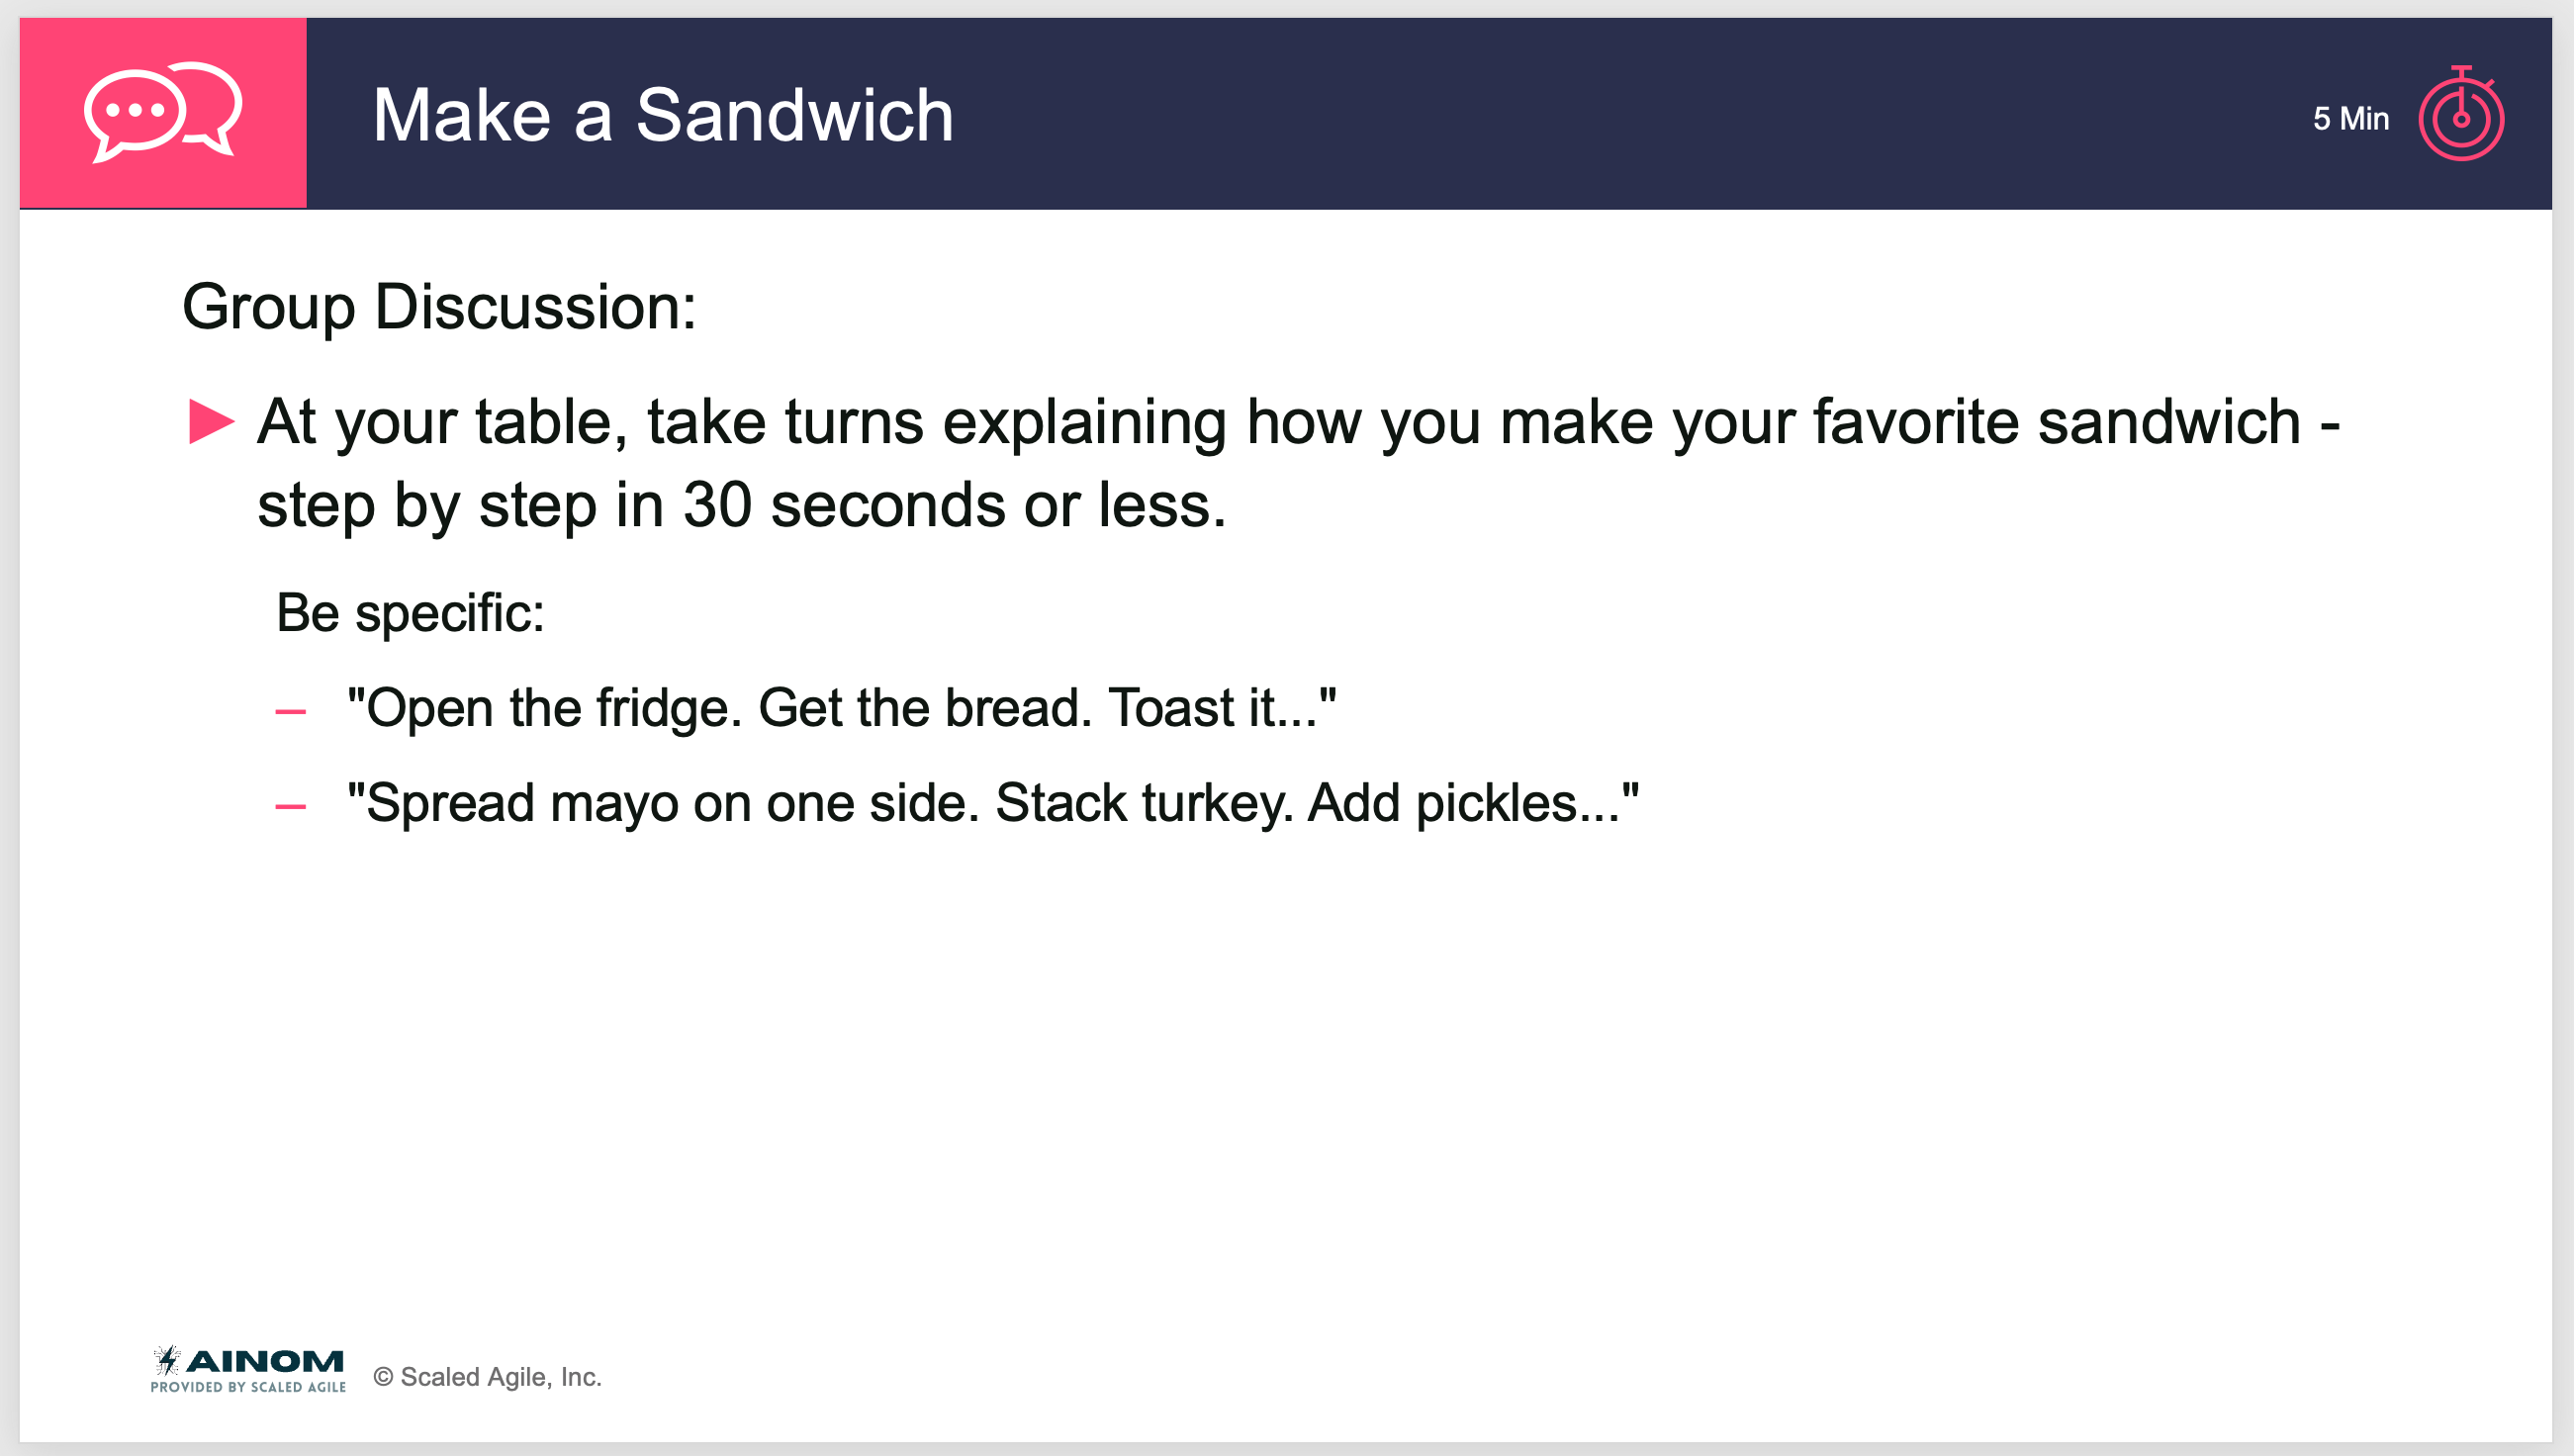 Make a Sandwich
5 Min
Group Discussion:
► At your table, take turns explaining how you make your favorite sandwich -
step by step in 30 seconds or less.
Be specific:
– "Open the fridge. Get the bread. Toast it..."
– "Spread mayo on one side. Stack turkey. Add pickles..."
AINOM
PROVIDED BY SCALED AGILE
© Scaled Agile, Inc.